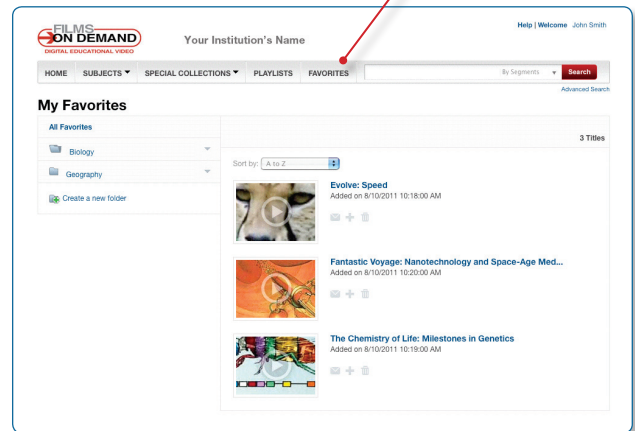 FILMS
ON DEMAND
DIGITAL EDUCATIONAL VIDEO
Your Institution's Name
Help | Welcome John Smith
HOME SUBJECTS SPECIAL COLLECTIONS PLAYLISTS FAVORITES By Segments Search
Advanced Search
My Favorites
All Favorites
3 Titles
Biology
Geography
Create a new folder
Sort by: A to Z
Evolve: Speed
Added on 8/10/2011 10:18:00 AM
Fantastic Voyage: Nanotechnology and Space-Age Med...
Added on 8/10/2011 10:20:00 AM
The Chemistry of Life: Milestones in Genetics
Added on 8/10/2011 10:19:00 AM